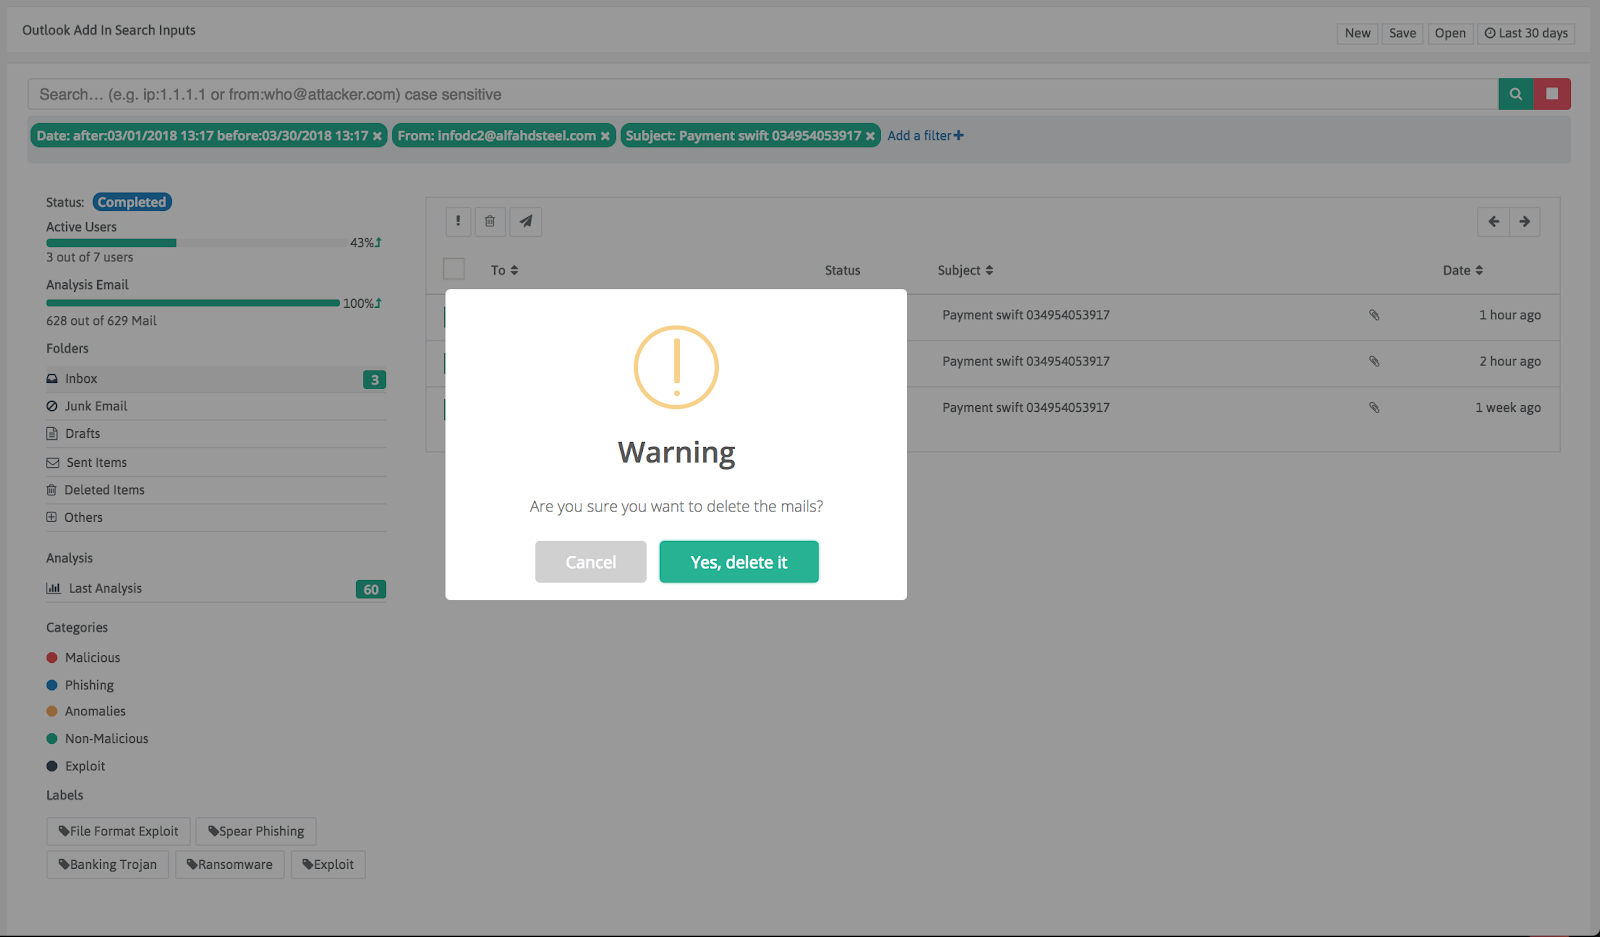 Outlook Add In Search Inputs
New Save Open Last 30 days
Search... (e.g. ip:1.1.1.1 or from:who@attacker.com) case sensitive
Date: after:03/01/2018 13:17 before:03/30/2018 13:17 × From: infodc2@alfahdsteel.com × Subject: Payment swift 034954053917 × Add a filter+
Status: Completed
Active Users
43%
3 out of 7 users
Analysis Email
100%
628 out of 629 Mail
Folders
Inbox 3
Junk Email
Drafts
Sent Items
Deleted Items
Others
Analysis
Last Analysis 60
Categories
Malicious
Phishing
Anomalies
Non-Malicious
Exploit
Labels
File Format Exploit Spear Phishing
Banking Trojan Ransomware Exploit
To Status Subject Date
Payment swift 034954053917 1 hour ago
Payment swift 034954053917 2 hour ago
Payment swift 034954053917 1 week ago
Warning
Are you sure you want to delete the mails?
Cancel Yes, delete it